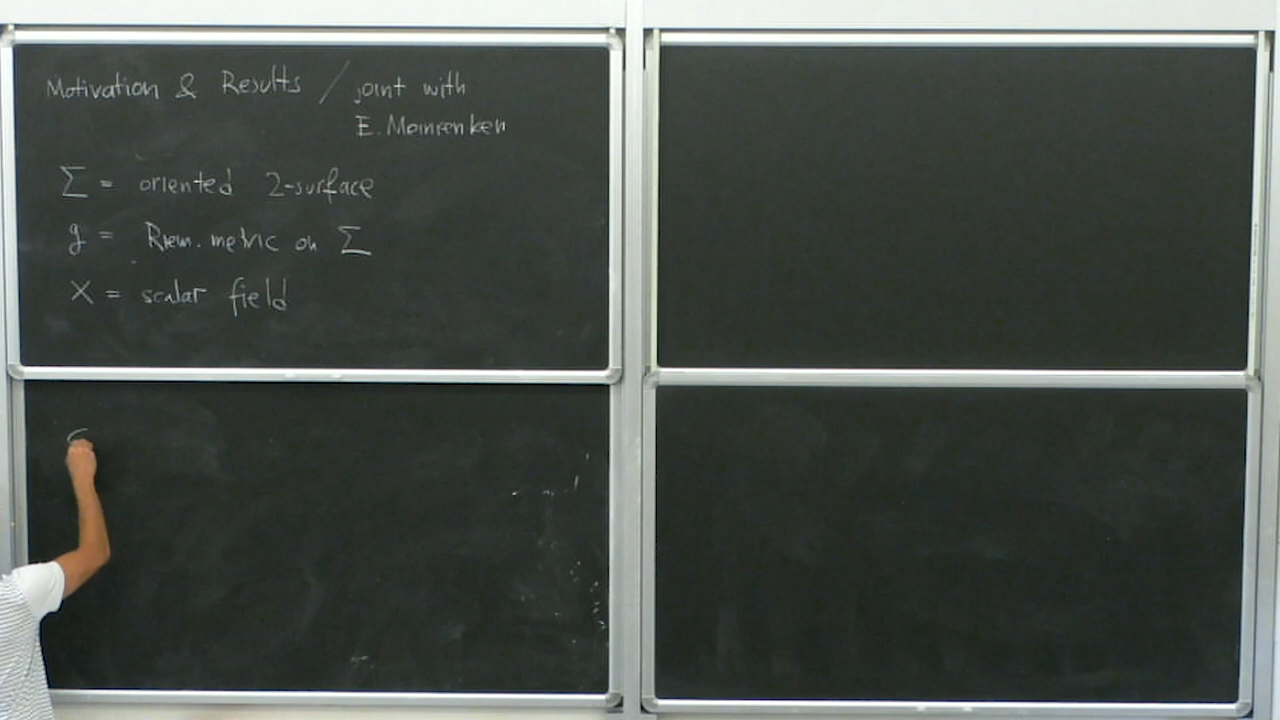 Motivation & Results / joint with
E. Meinrenken
Σ = oriented 2-surface
g = Riem. metric on Σ
X = scalar field